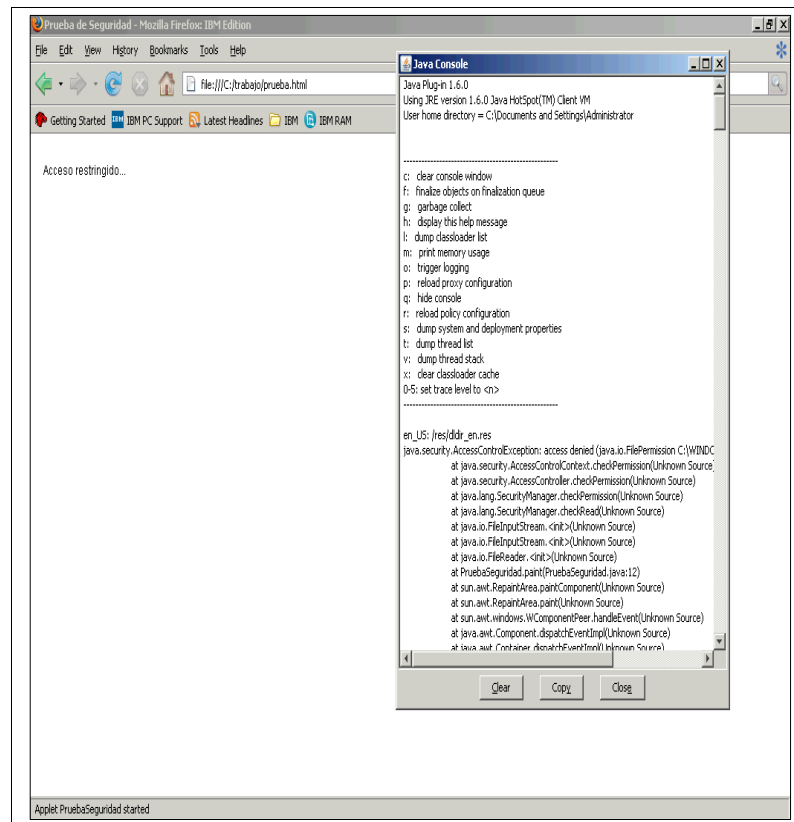 Prueba de Seguridad - Mozilla Firefox: IBM Edition
File Edit View History Bookmarks Tools Help
file:///C:/trabajo/prueba.html
Getting Started IBM PC Support Latest Headlines IBM IBM RAM
Acceso restringido...
Java Console
Java Plug-in 1.6.0
Using JRE version 1.6.0 Java HotSpot(TM) Client VM
User home directory = C:\Documents and Settings\Administrator
----------------------------------------------------
c: clear console window
f: finalize objects on finalization queue
g: garbage collect
h: display this help message
l: dump classloader list
m: print memory usage
o: trigger logging
p: reload proxy configuration
q: hide console
r: reload policy configuration
s: dump system and deployment properties
t: dump thread list
v: dump thread stack
x: clear classloader cache
0-5: set trace level to <n>
----------------------------------------------------
en_US: /res/dldr_en.res
java.security.AccessControlException: access denied (java.io.FilePermission C:\WINDO
at java.security.AccessControlContext.checkPermission(Unknown Source)
at java.security.AccessController.checkPermission(Unknown Source)
at java.lang.SecurityManager.checkPermission(Unknown Source)
at java.lang.SecurityManager.checkRead(Unknown Source)
at java.io.FileInputStream.<init>(Unknown Source)
at java.io.FileInputStream.<init>(Unknown Source)
at java.io.FileReader.<init>(Unknown Source)
at PruebaSeguridad.paint(PruebaSeguridad.java:12)
at sun.awt.RepaintArea.paintComponent(Unknown Source)
at sun.awt.RepaintArea.paint(Unknown Source)
at sun.awt.windows.WComponentPeer.handleEvent(Unknown Source)
at java.awt.Component.dispatchEventImpl(Unknown Source)
at java.awt.Container.dispatchEventImpl(Unknown Source)
Clear Copy Close
Applet PruebaSeguridad started